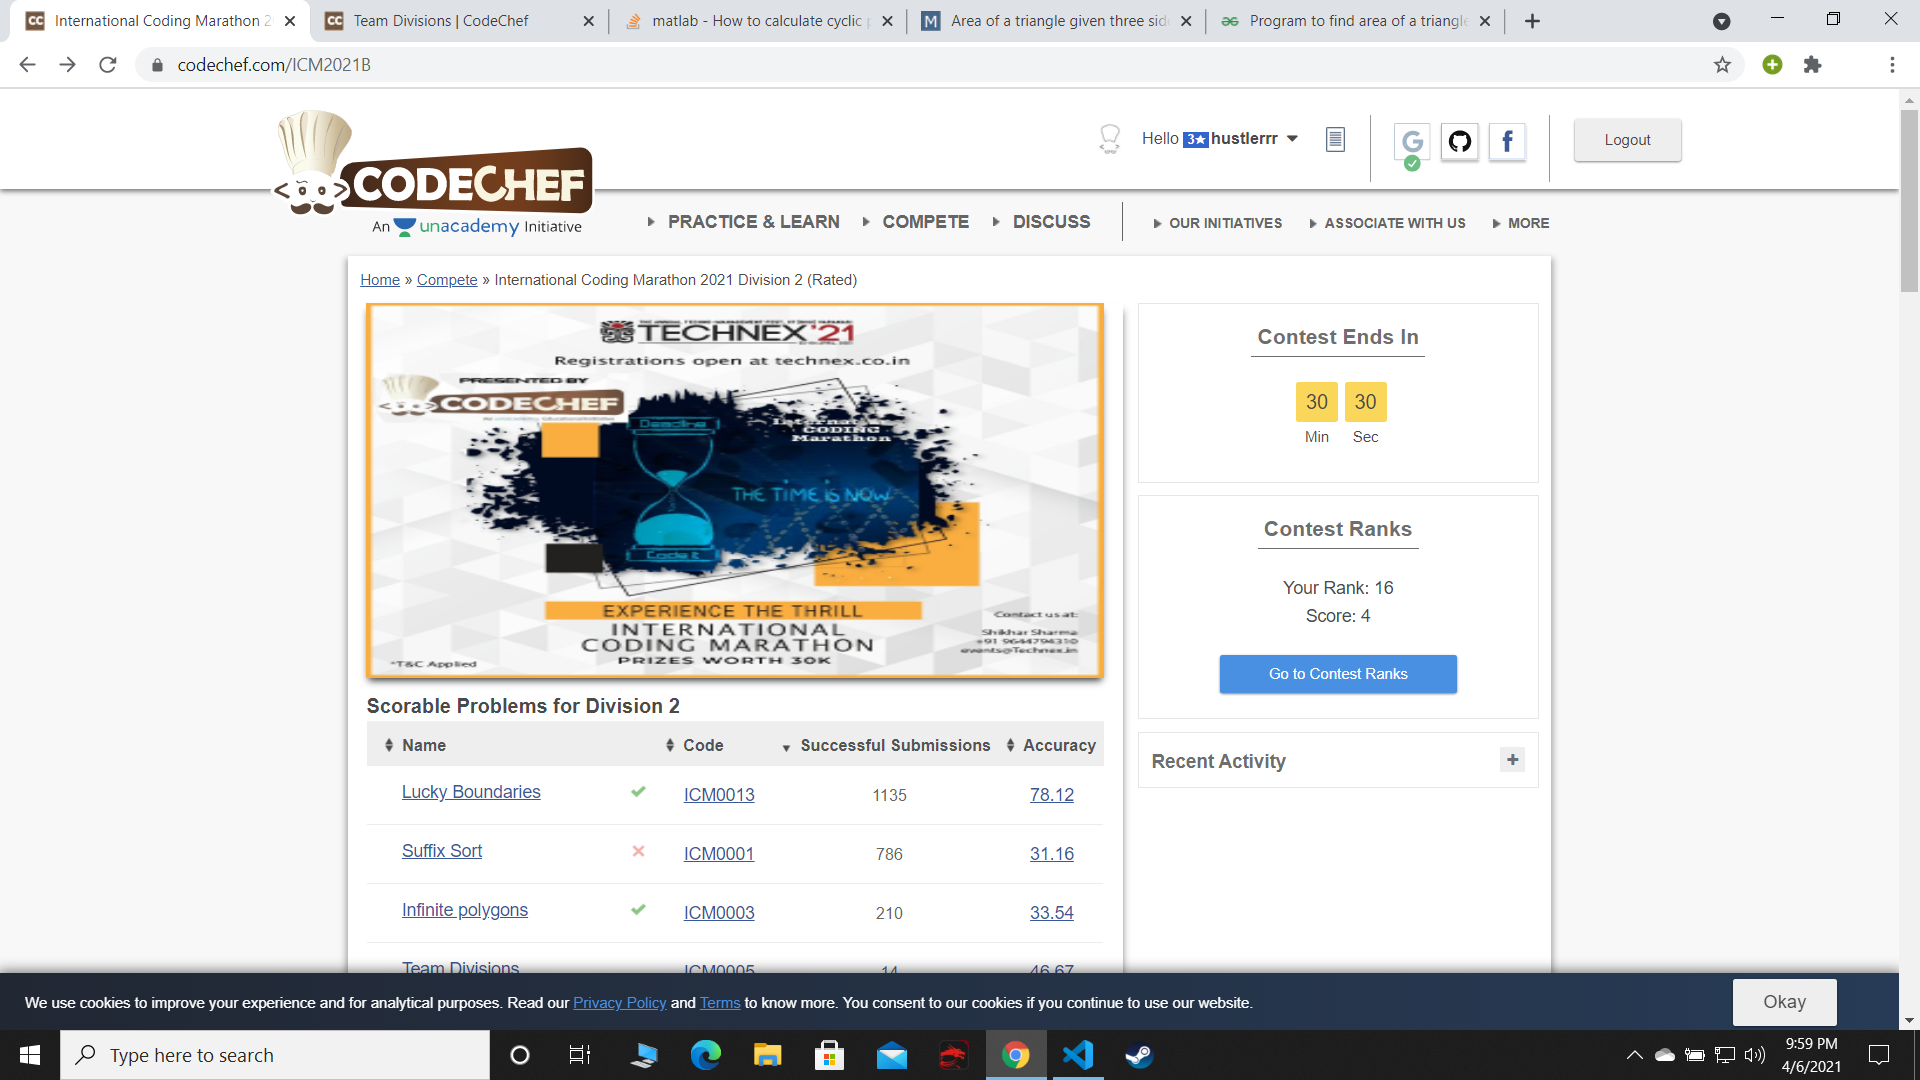 International Coding Marathon 2
Team Divisions | CodeChef
matlab - How to calculate cyclic p
Area of a triangle given three sid
Program to find area of a triangle
codechef.com/ICM2021B
Hello 3★ hustlerrr
Logout
CODECHEF
An unacademy Initiative
PRACTICE & LEARN
COMPETE
DISCUSS
OUR INITIATIVES
ASSOCIATE WITH US
MORE
Home » Compete » International Coding Marathon 2021 Division 2 (Rated)
TECHNEX'21
Registrations open at technex.co.in
PRESENTED BY
CODECHEF
Deadline
CODING
Marathon
THE TIME IS NOW
Code it
EXPERIENCE THE THRILL
INTERNATIONAL
CODING MARATHON
PRIZES WORTH 30K
*T&C Applied
Contact us at:
Shikhar Sharma
+91 9644794310
events@Technex.in
Contest Ends In
30 30
Min Sec
Contest Ranks
Your Rank: 16
Score: 4
Go to Contest Ranks
Recent Activity
Scorable Problems for Division 2
Name Code Successful Submissions Accuracy
Lucky Boundaries ICM0013 1135 78.12
Suffix Sort ICM0001 786 31.16
Infinite polygons ICM0003 210 33.54
Team Divisions ICM0005 14 46.67
We use cookies to improve your experience and for analytical purposes. Read our Privacy Policy and Terms to know more. You consent to our cookies if you continue to use our website.
Okay
Type here to search
9:59 PM
4/6/2021